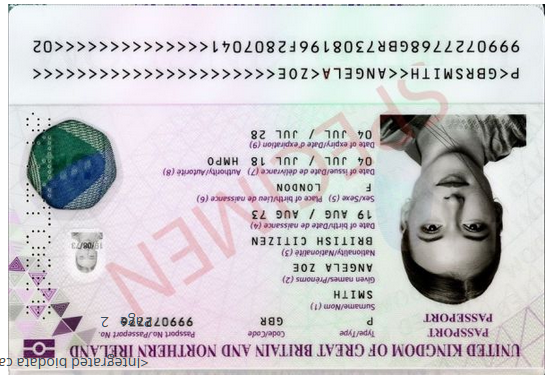 UNITED KINGDOM OF GREAT BRITAIN AND NORTHERN IRELAND
PASSPORT
PASSEPORT
Type/Type Code/Code Passport No./Passeport No.
P GBR
Surname/Nom (1)
SMITH
Given names/Prénoms (2)
ANGELA ZOE
Nationality/Nationalité (3)
BRITISH CITIZEN
Date of birth/Date de naissance (4)
19 / AUG 73
Sex/Sexe (5) Place of birth/Lieu de naissance (6)
F LONDON
Date of issue/Date de délivrance (7) Authority/Autorité (8)
04 JUL / JUL 18 HMPO
Date of expiry/Date d'expiration (9)
04 JUL / JUL 28
19/08/73
SPECIMEN
P<GBRSMITH<<ANGELA<ZOE<<<<<<<<<<<<<<<<<<<<<<
9990727768GBR7308196F2807041<<<<<<<<<<<<<<02
Page 2
<Integrated biodata ca